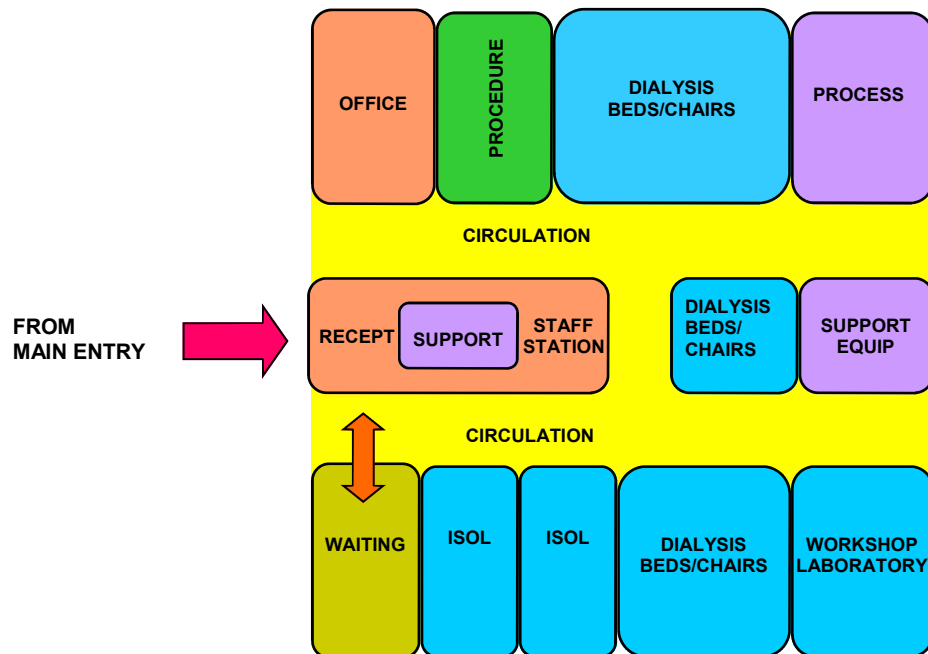 OFFICE
PROCEDURE
DIALYSIS
BEDS/CHAIRS
PROCESS
CIRCULATION
FROM
MAIN ENTRY
RECEPT
SUPPORT
STAFF
STATION
DIALYSIS
BEDS/
CHAIRS
SUPPORT
EQUIP
CIRCULATION
WAITING
ISOL
ISOL
DIALYSIS
BEDS/CHAIRS
WORKSHOP
LABORATORY